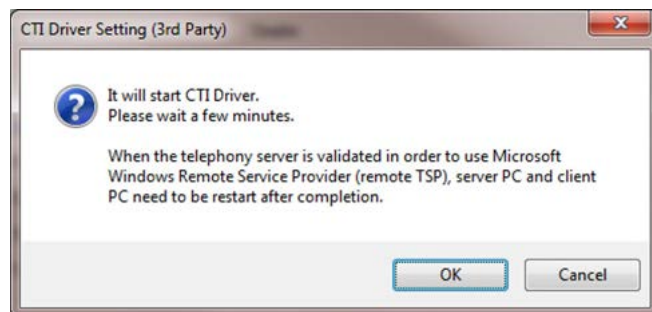 CTI Driver Setting (3rd Party)
It will start CTI Driver.
Please wait a few minutes.
When the telephony server is validated in order to use Microsoft
Windows Remote Service Provider (remote TSP), server PC and client
PC need to be restart after completion.
OK
Cancel